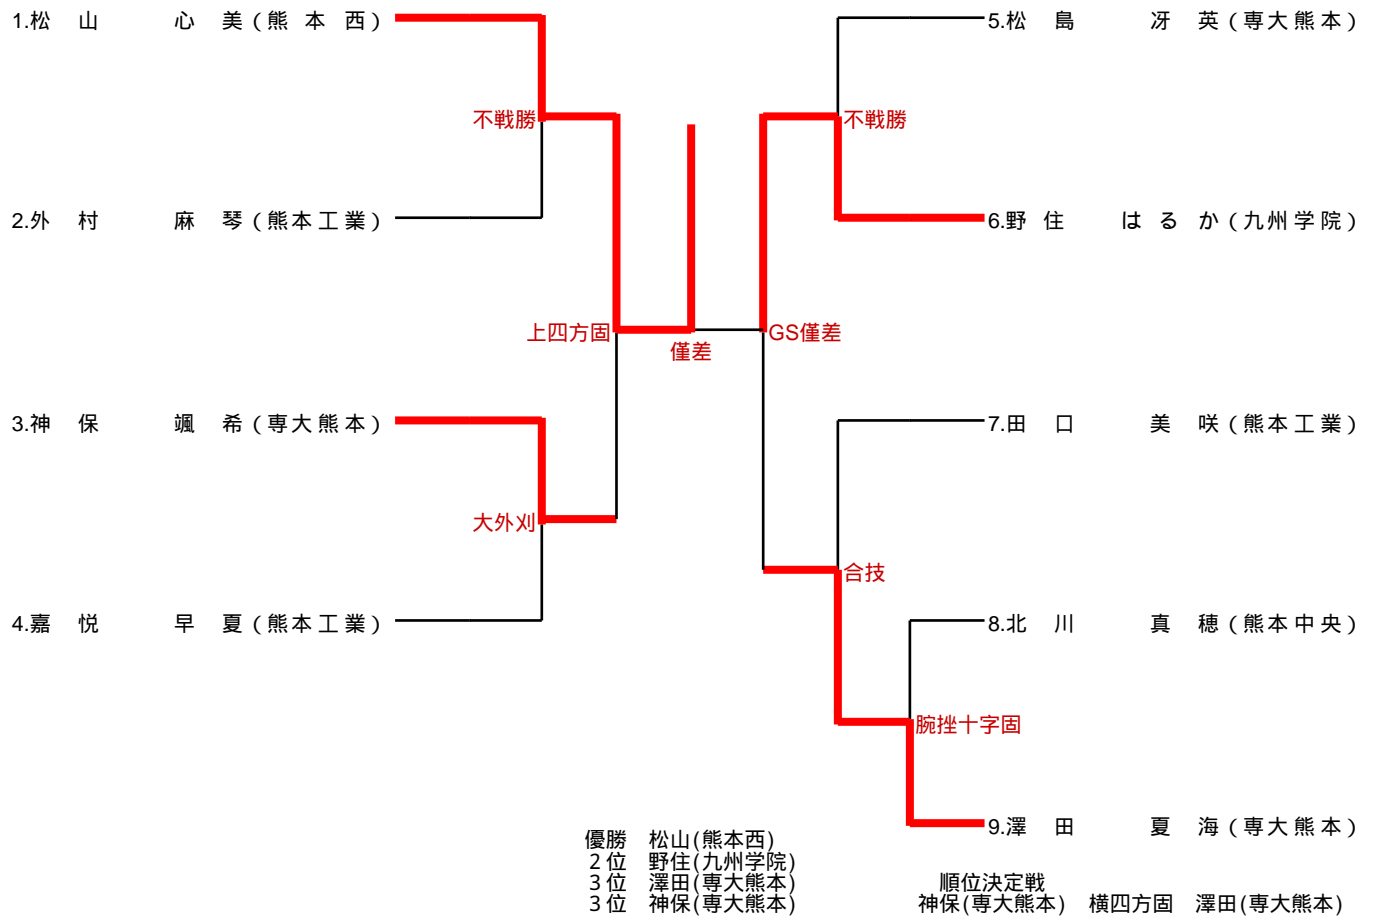 1.松山 心美(熊本西)
不戦勝
2.外村 麻琴(熊本工業)
上四方固
3.神保 颯希(専大熊本)
大外刈
4.嘉悦 早夏(熊本工業)
僅差
5.松島 冴英(専大熊本)
不戦勝
6.野住 はるか(九州学院)
GS僅差
7.田口 美咲(熊本工業)
合技
8.北川 真穂(熊本中央)
腕挫十字固
9.澤田 夏海(専大熊本)
優勝 松山(熊本西)
2位 野住(九州学院)
3位 澤田(専大熊本)
3位 神保(専大熊本)
順位決定戦
神保(専大熊本) 横四方固 澤田(専大熊本)